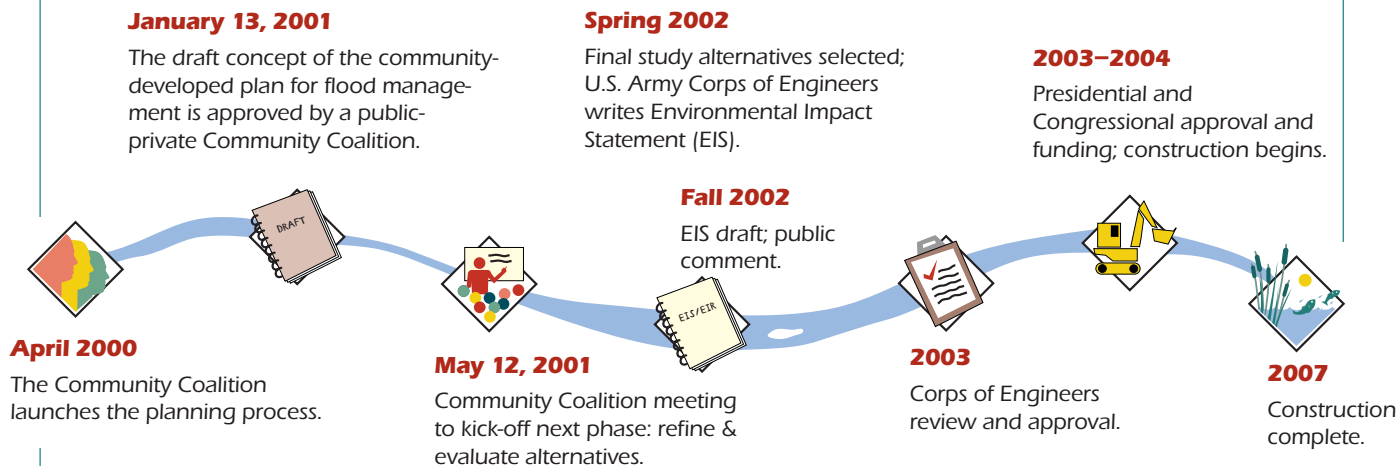 January 13, 2001
The draft concept of the community-
developed plan for flood manage-
ment is approved by a public-
private Community Coalition.
Spring 2002
Final study alternatives selected;
U.S. Army Corps of Engineers
writes Environmental Impact
Statement (EIS).
2003–2004
Presidential and
Congressional approval and
funding; construction begins.
Fall 2002
EIS draft; public
comment.
DRAFT
EIS/EIR
April 2000
The Community Coalition
launches the planning process.
May 12, 2001
Community Coalition meeting
to kick-off next phase: refine &
evaluate alternatives.
2003
Corps of Engineers
review and approval.
2007
Construction
complete.